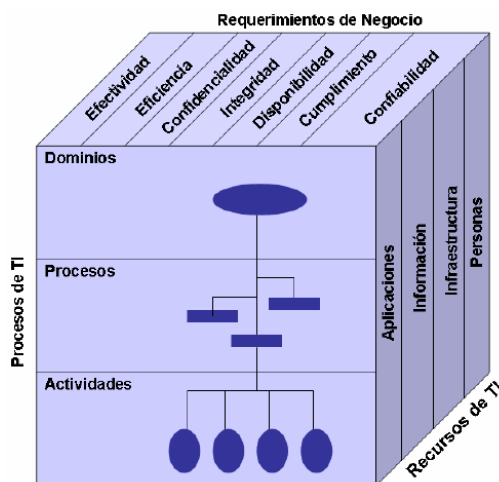 Requerimientos de Negocio
Efectividad
Eficiencia
Confidencialidad
Integridad
Disponibilidad
Cumplimiento
Confiabilidad
Dominios
Procesos
Actividades
Procesos de TI
Aplicaciones
Información
Infraestructura
Personas
Recursos de TI